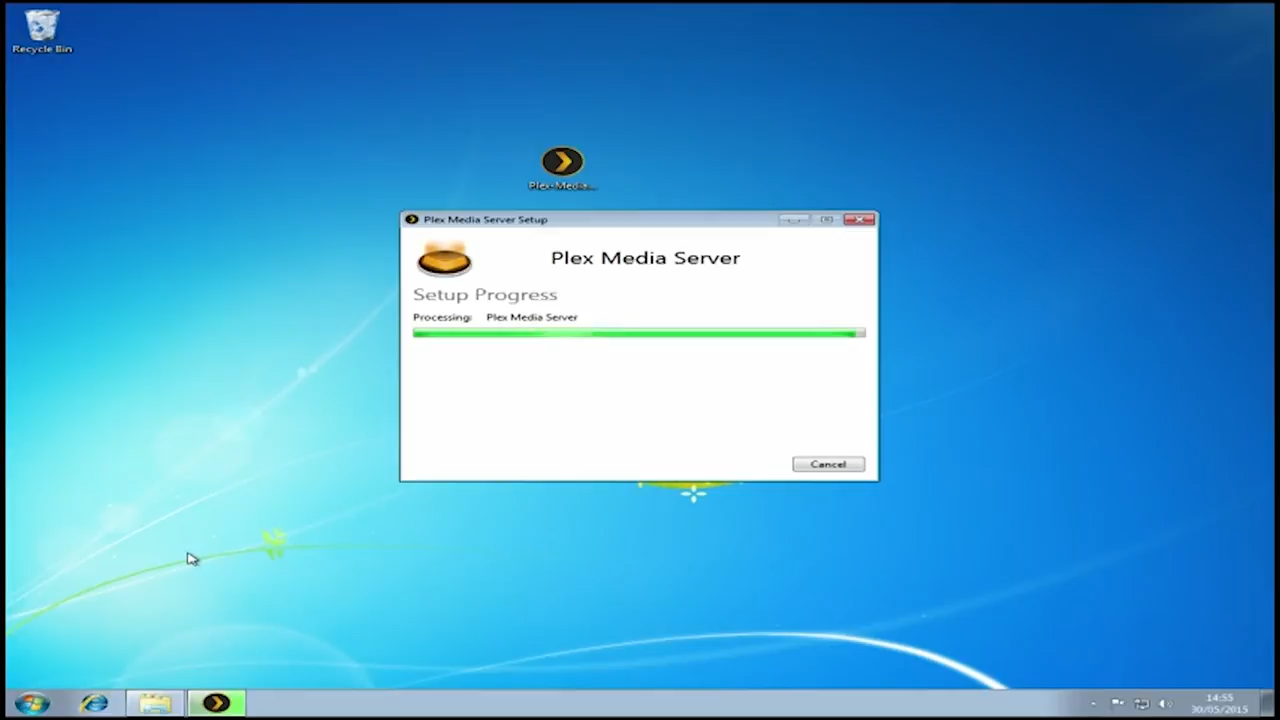 Recycle Bin
Plex-Media...
Plex Media Server Setup
Plex Media Server
Setup Progress
Processing: Plex Media Server
Cancel
14:55
30/05/2015